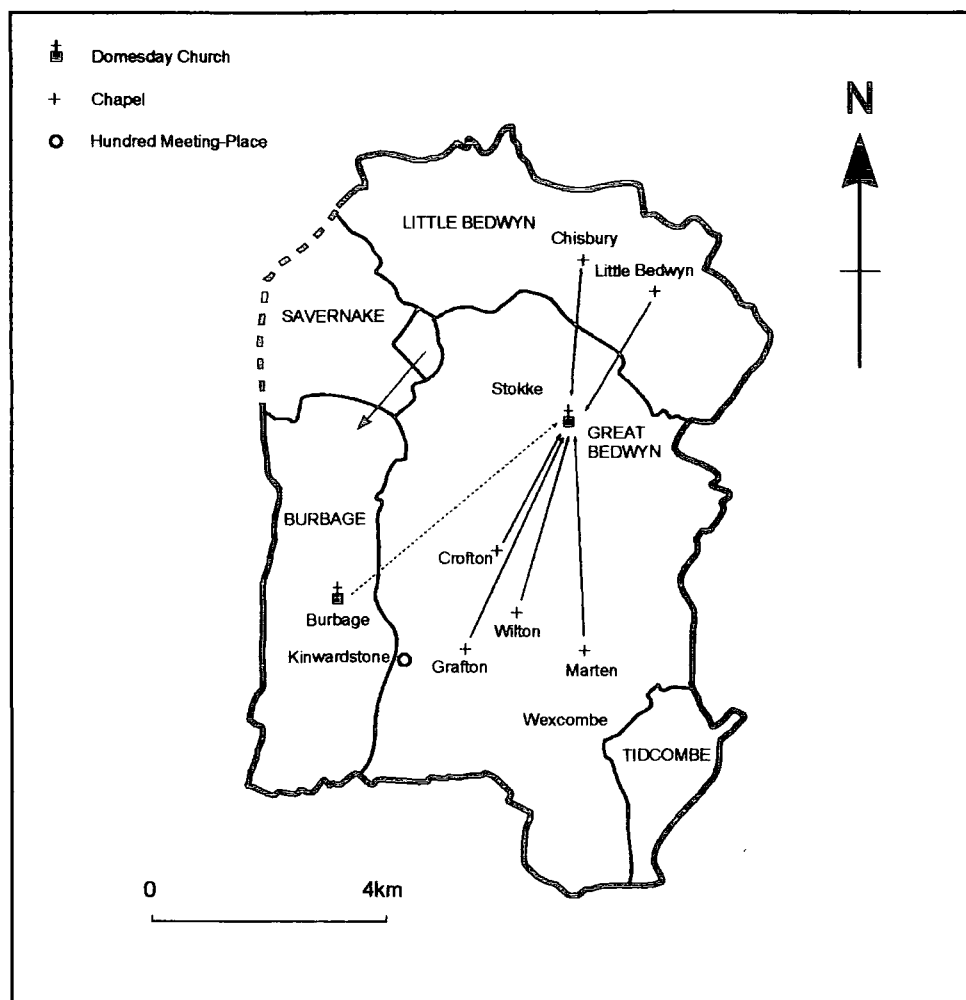 Domesday Church
Chapel
Hundred Meeting-Place
N
LITTLE BEDWYN
Chisbury
Little Bedwyn
SAVERNAKE
Stokke
GREAT
BEDWYN
BURBAGE
Crofton
Burbage
Wilton
Kinwardstone
Grafton
Marten
Wexcombe
TIDCOMBE
0
4km